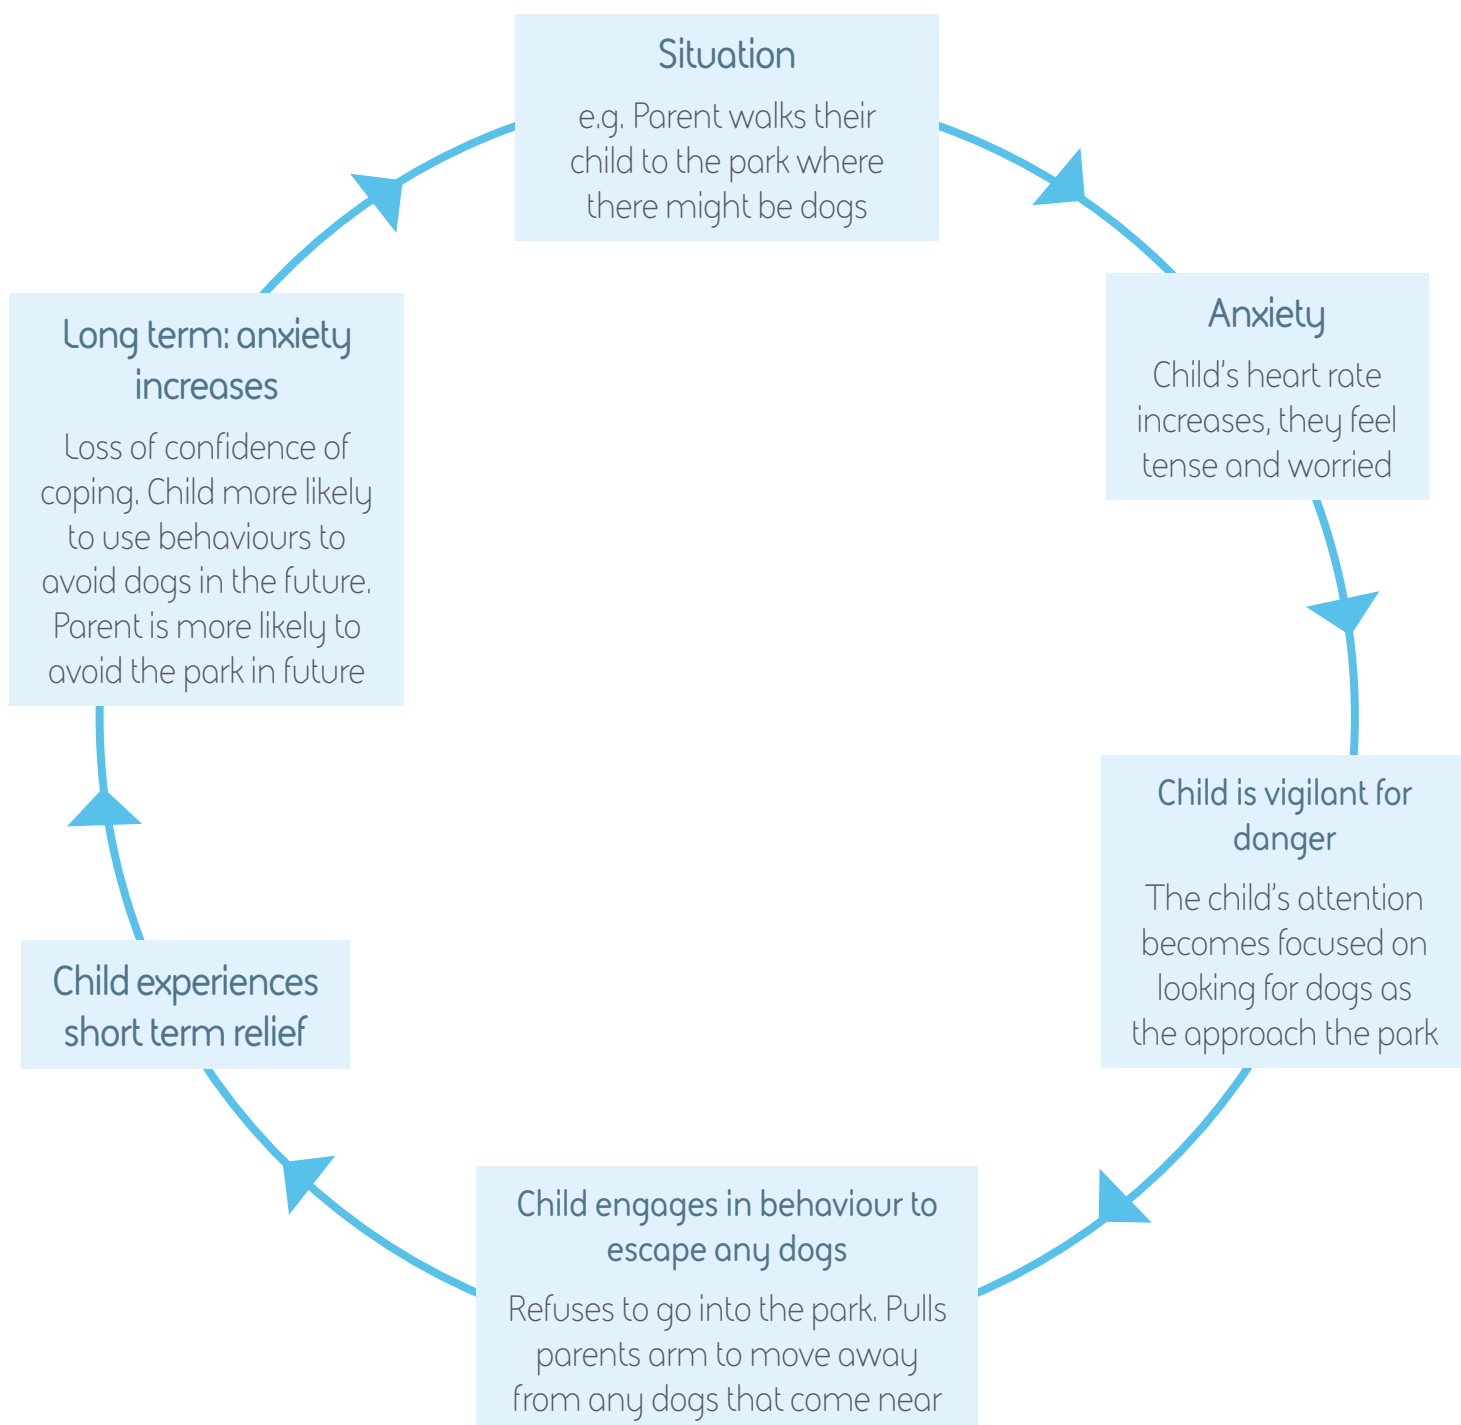 Situation
e.g. Parent walks their
child to the park where
there might be dogs
Anxiety
Child's heart rate
increases, they feel
tense and worried
Child is vigilant for
danger
The child's attention
becomes focused on
looking for dogs as
the approach the park
Child engages in behaviour to
escape any dogs
Refuses to go into the park. Pulls
parents arm to move away
from any dogs that come near
Child experiences
short term relief
Long term: anxiety
increases
Loss of confidence of
coping. Child more likely
to use behaviours to
avoid dogs in the future.
Parent is more likely to
avoid the park in future